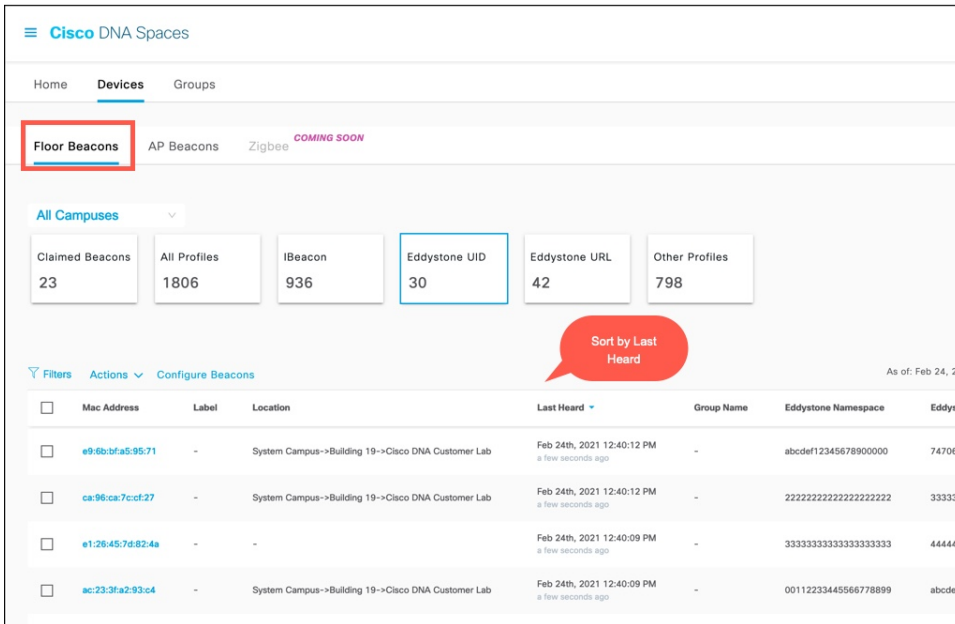 Cisco DNA Spaces
Home Devices Groups
Floor Beacons AP Beacons Zigbee COMING SOON
All Campuses
Claimed Beacons All Profiles IBeacon Eddystone UID Eddystone URL Other Profiles
23 1806 936 30 42 798
Sort by Last
Heard
Filters Actions Configure Beacons As of: Feb 24, 2
Mac Address Label Location Last Heard Group Name Eddystone Namespace Eddys
e9:6b:bf:a5:95:71 - System Campus->Building 19->Cisco DNA Customer Lab Feb 24th, 2021 12:40:12 PM - abcdef12345678900000 74706
a few seconds ago
ca:96:ca:7c:cf:27 - System Campus->Building 19->Cisco DNA Customer Lab Feb 24th, 2021 12:40:12 PM - 22222222222222222222 33333
a few seconds ago
e1:26:45:7d:82:4a - - Feb 24th, 2021 12:40:09 PM - 33333333333333333333 44444
a few seconds ago
ac:23:3f:a2:93:c4 - System Campus->Building 19->Cisco DNA Customer Lab Feb 24th, 2021 12:40:09 PM - 00112233445566778899 abcde
a few seconds ago